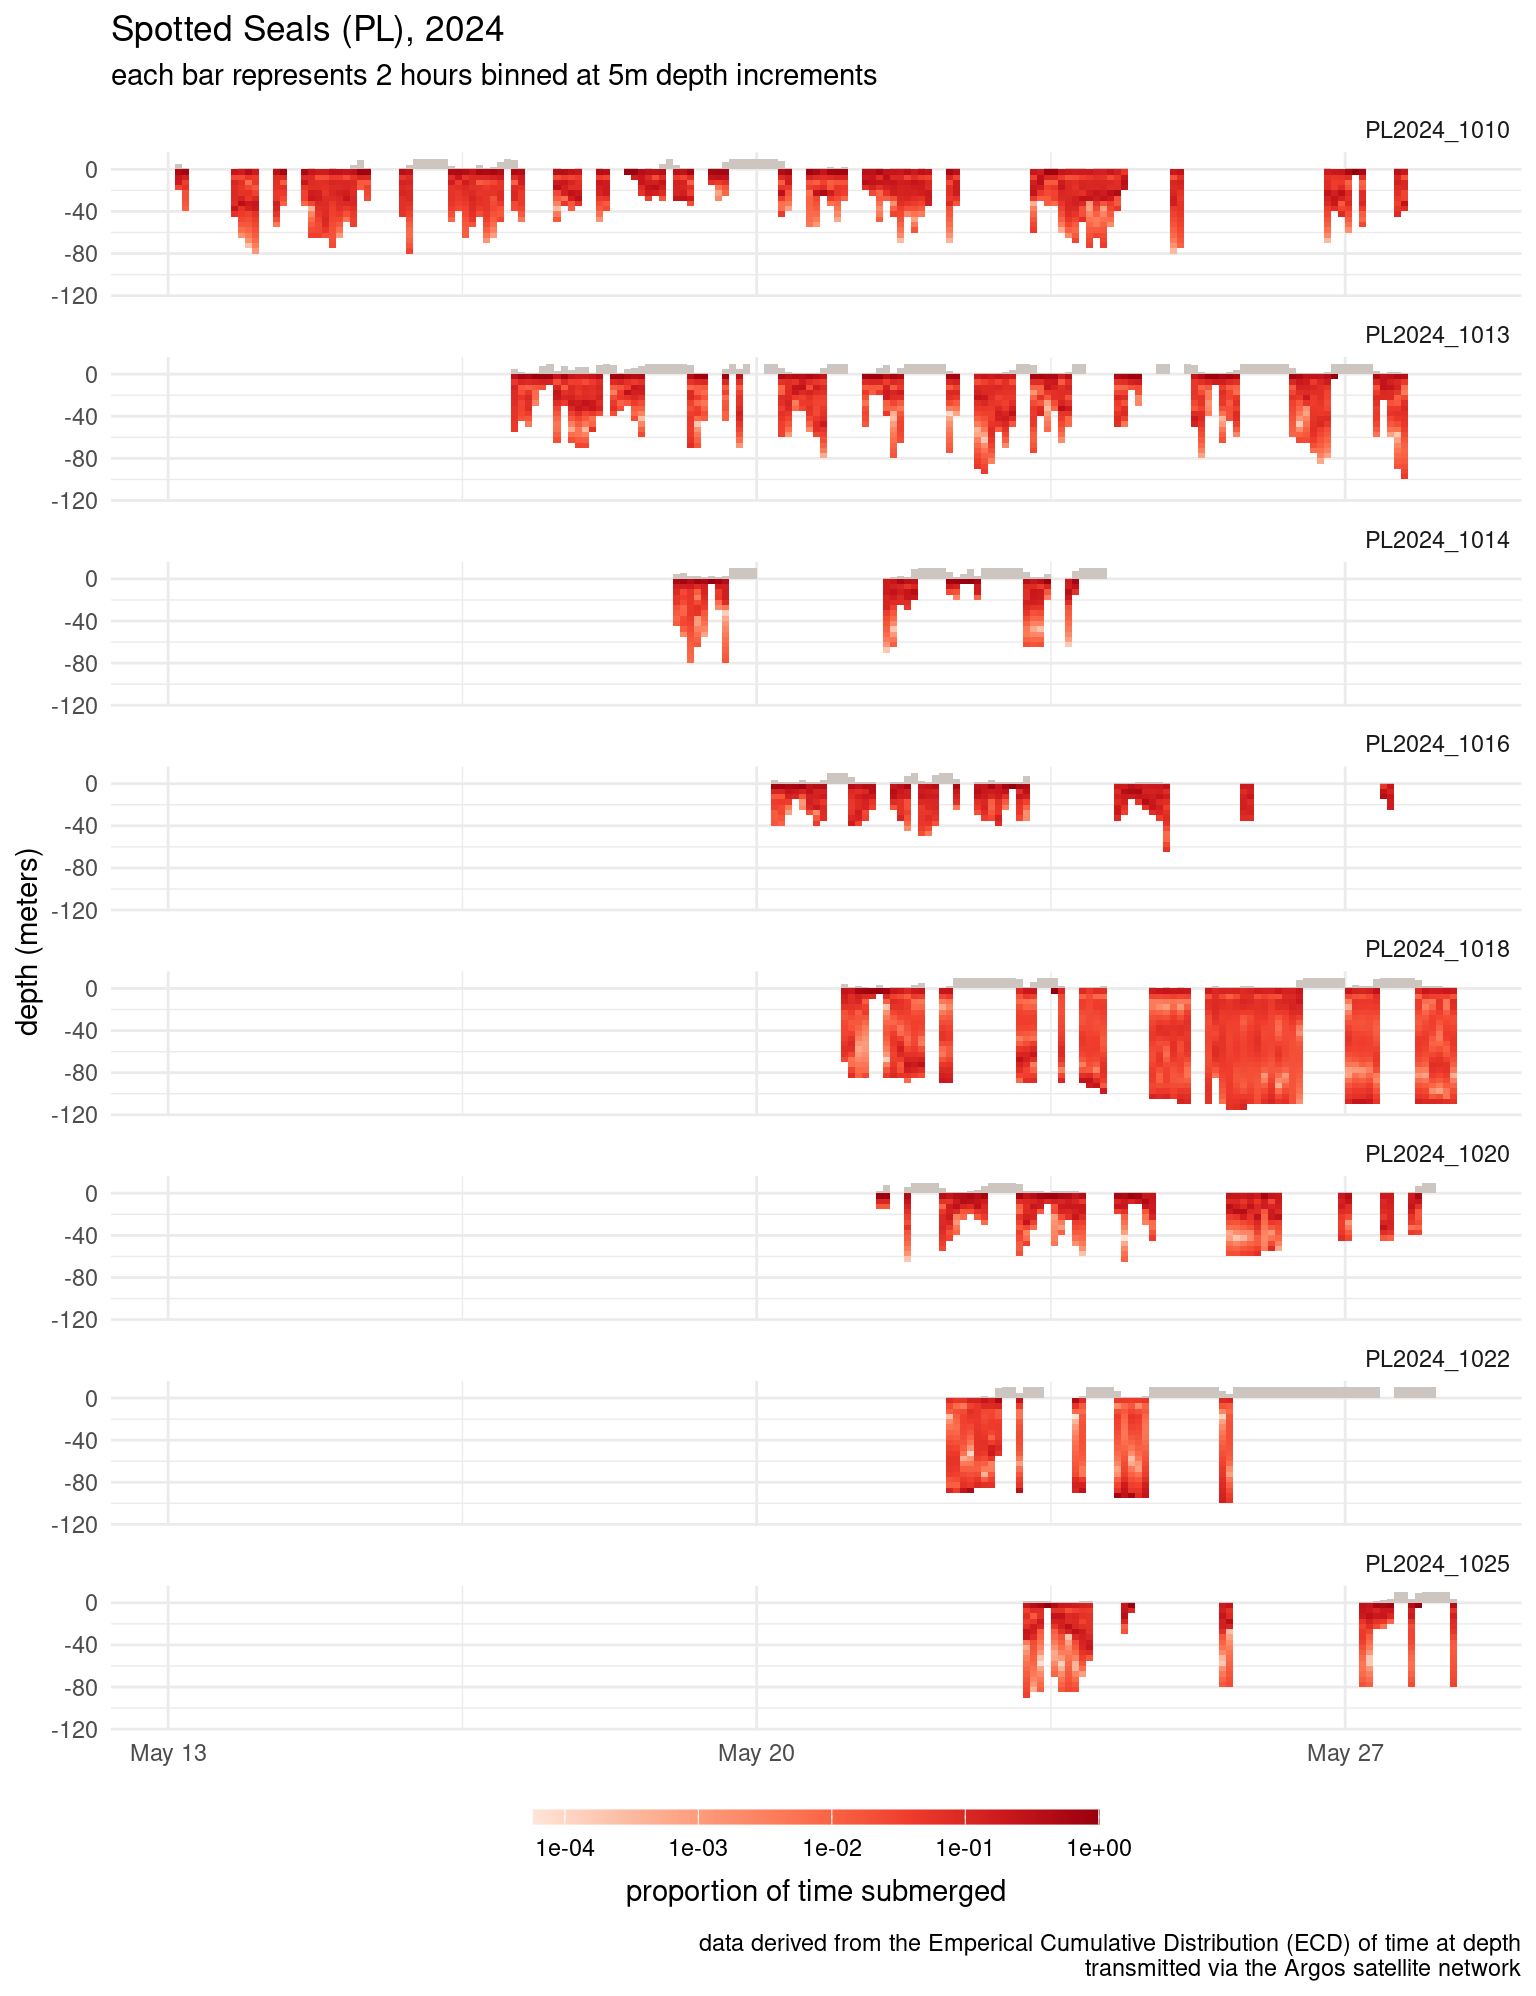 Spotted Seals (PL), 2024
each bar represents 2 hours binned at 5m depth increments
PL2024_1010
0
-40
-80
-120
PL2024_1013
0
-40
-80
-120
PL2024_1014
0
-40
-80
-120
PL2024_1016
0
-40
-80
-120
depth (meters)
PL2024_1018
0
-40
-80
-120
PL2024_1020
0
-40
-80
-120
PL2024_1022
0
-40
-80
-120
PL2024_1025
0
-40
-80
-120
May 13 May 20 May 27
1e-04 1e-03 1e-02 1e-01 1e+00
proportion of time submerged
data derived from the Emperical Cumulative Distribution (ECD) of time at depth
transmitted via the Argos satellite network